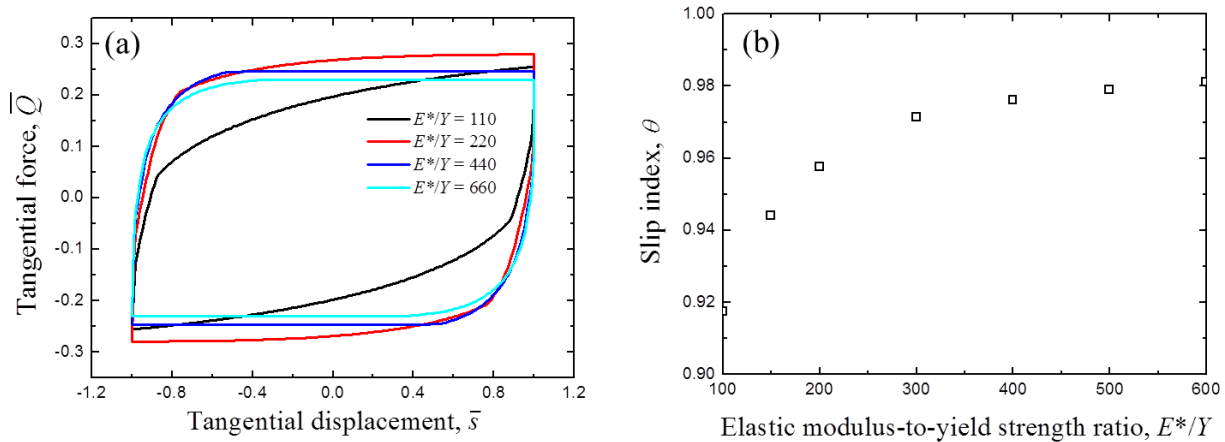 (a)
0.3
0.2
0.1
0.0
-0.1
-0.2
-0.3
Tangential force, Q̅
E*/Y = 110
E*/Y = 220
E*/Y = 440
E*/Y = 660
-1.2 -0.8 -0.4 0.0 0.4 0.8 1.2
Tangential displacement, s̅
(b)
1.00
0.98
0.96
0.94
0.92
0.90
Slip index, θ
100 200 300 400 500 600
Elastic modulus-to-yield strength ratio, E*/Y